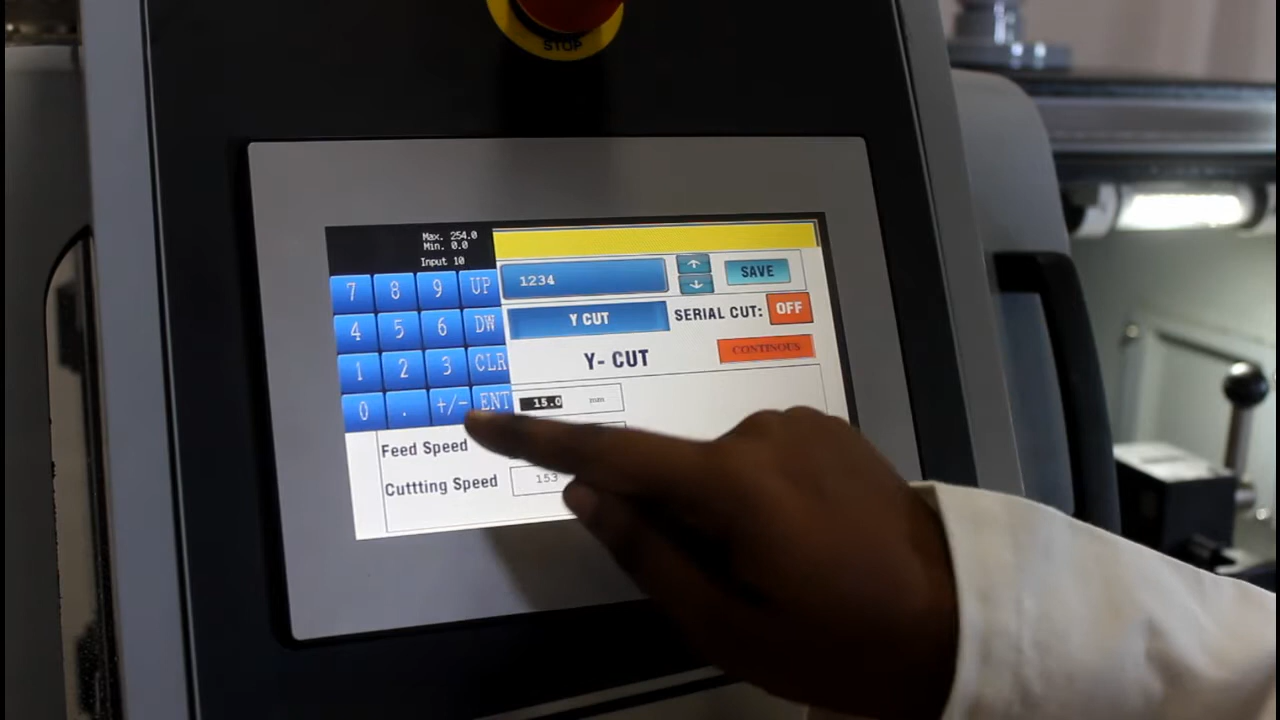 STOP
Max. 254.0
Min. 0.0
Input 10
7 8 9 UP
4 5 6 DW
1 2 3 CLR
0 . +/- ENT
1234
SAVE
Y CUT
SERIAL CUT: OFF
Y- CUT
CONTINOUS
15.0 mm
Feed Speed
Cuttting Speed 153